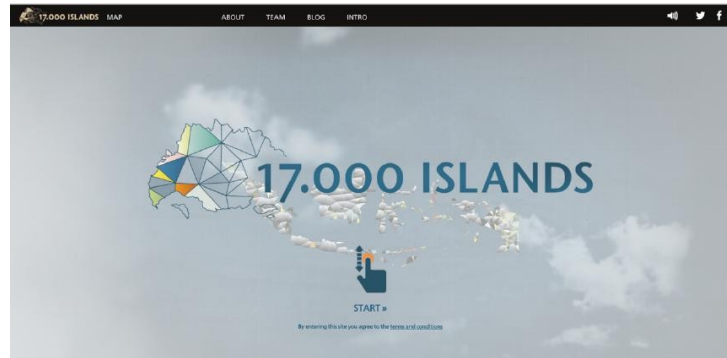 17.000 ISLANDS MAP ABOUT TEAM BLOG INTRO
17.000 ISLANDS
START »
By entering this site you agree to the terms and conditions